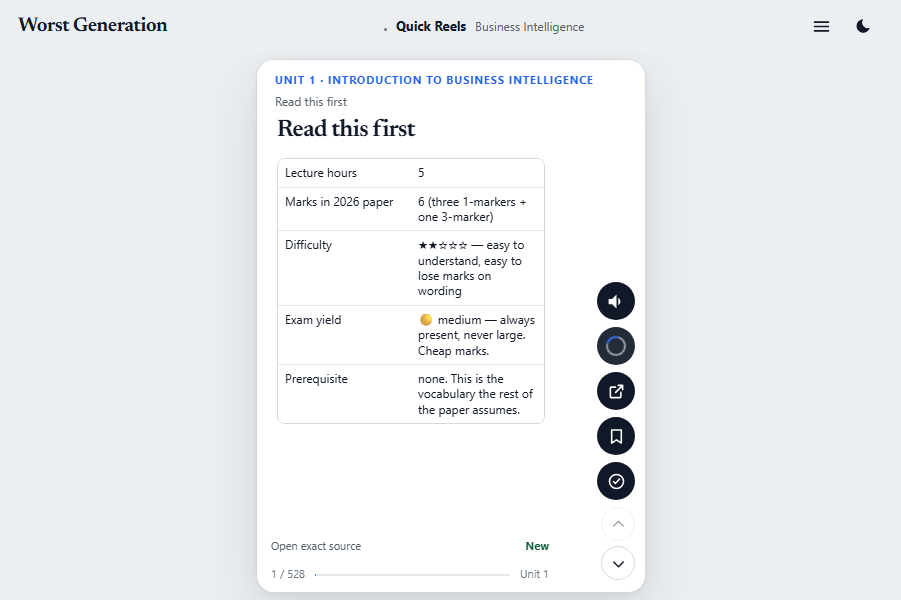 Worst Generation
Quick Reels Business Intelligence
UNIT 1 · INTRODUCTION TO BUSINESS INTELLIGENCE
Read this first
Read this first
Lecture hours 5
Marks in 2026 paper 6 (three 1-markers +
one 3-marker)
Difficulty ★★☆☆☆ — easy to
understand, easy to
lose marks on
wording
Exam yield 🟡 medium — always
present, never large.
Cheap marks.
Prerequisite none. This is the
vocabulary the rest of
the paper assumes.
Open exact source New
1 / 528 Unit 1